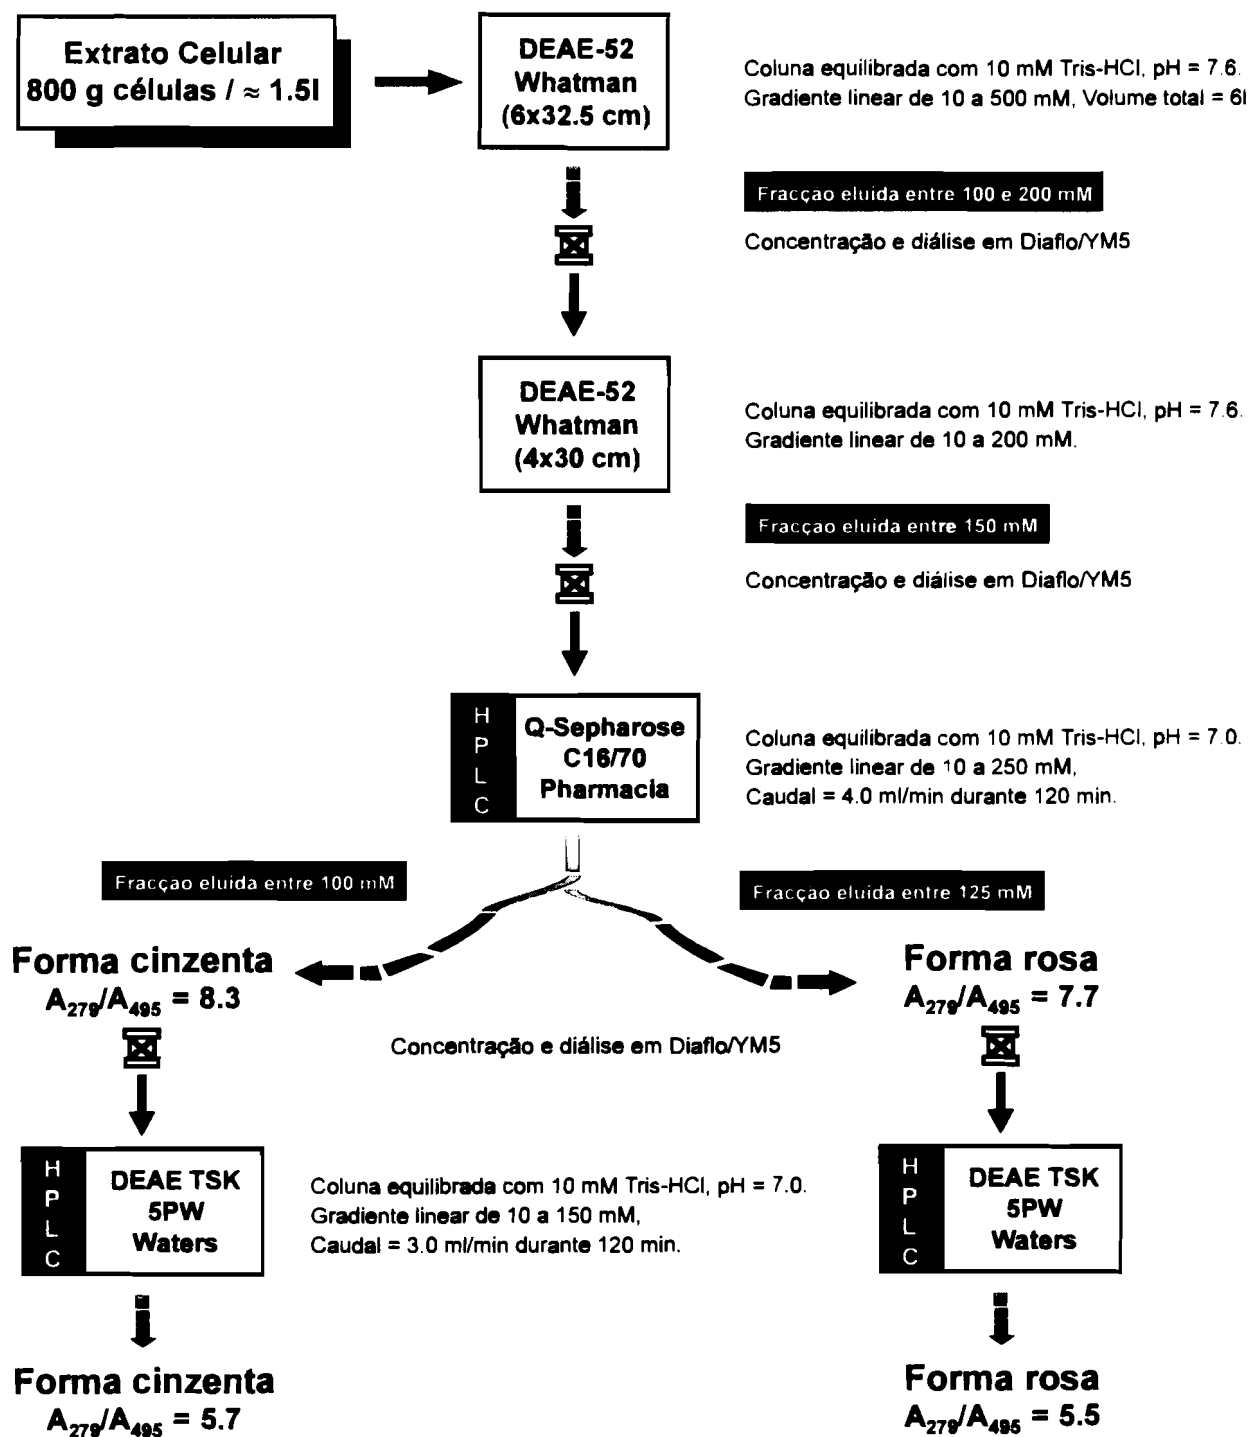 Extrato Celular
800 g células / ≈ 1.5l
DEAE-52
Whatman
(6x32.5 cm)
Coluna equilibrada com 10 mM Tris-HCl, pH = 7.6.
Gradiente linear de 10 a 500 mM, Volume total = 6l
Fracção eluída entre 100 e 200 mM
Concentração e diálise em Diaflo/YM5
DEAE-52
Whatman
(4x30 cm)
Coluna equilibrada com 10 mM Tris-HCl, pH = 7.6.
Gradiente linear de 10 a 200 mM.
Fracção eluída entre 150 mM
Concentração e diálise em Diaflo/YM5
HPLC
Q-Sepharose
C16/70
Pharmacia
Coluna equilibrada com 10 mM Tris-HCl, pH = 7.0.
Gradiente linear de 10 a 250 mM,
Caudal = 4.0 ml/min durante 120 min.
Fracção eluída entre 100 mM
Fracção eluída entre 125 mM
Forma cinzenta
A279/A495 = 8.3
Forma rosa
A279/A495 = 7.7
Concentração e diálise em Diaflo/YM5
HPLC
DEAE TSK
5PW
Waters
Coluna equilibrada com 10 mM Tris-HCl, pH = 7.0.
Gradiente linear de 10 a 150 mM,
Caudal = 3.0 ml/min durante 120 min.
HPLC
DEAE TSK
5PW
Waters
Forma cinzenta
A279/A495 = 5.7
Forma rosa
A279/A495 = 5.5